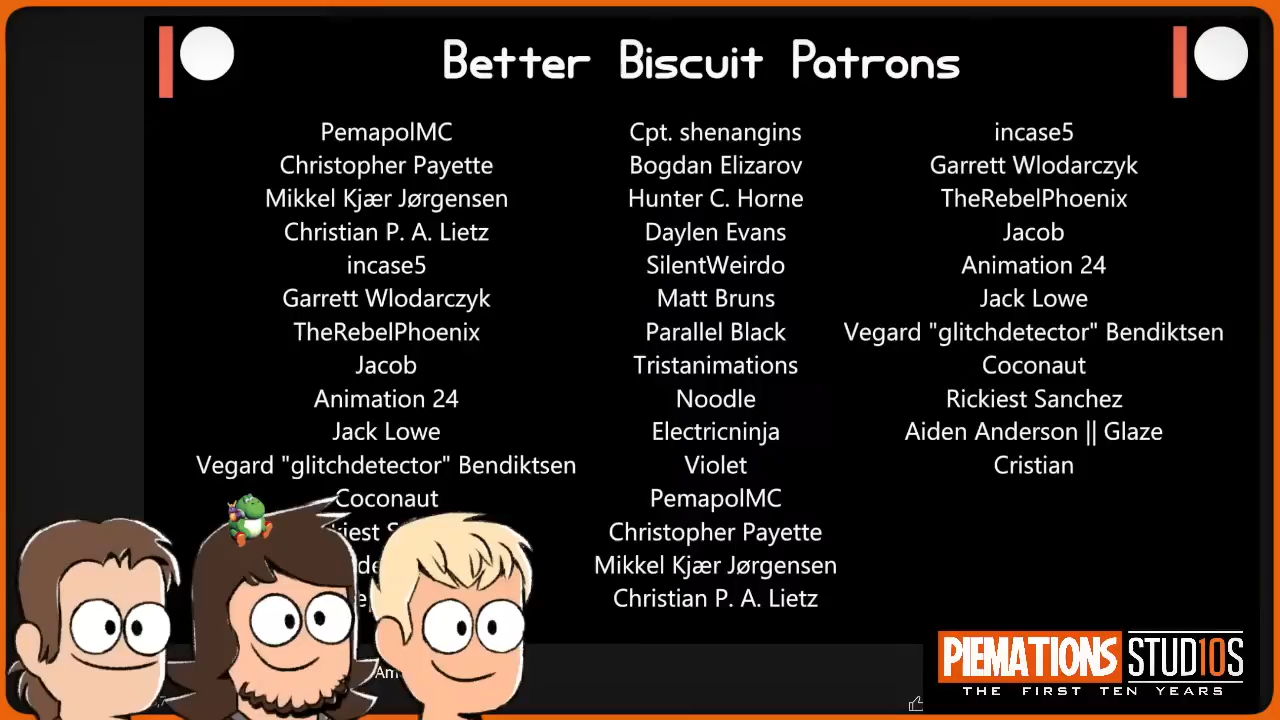 Better Biscuit Patrons
PemapolMC
Christopher Payette
Mikkel Kjær Jørgensen
Christian P. A. Lietz
incase5
Garrett Wlodarczyk
TheRebelPhoenix
Jacob
Animation 24
Jack Lowe
Vegard "glitchdetector" Bendiktsen
Coconaut
Cpt. shenangins
Bogdan Elizarov
Hunter C. Horne
Daylen Evans
SilentWeirdo
Matt Bruns
Parallel Black
Tristanimations
Noodle
Electricninja
Violet
PemapolMC
Christopher Payette
Mikkel Kjær Jørgensen
Christian P. A. Lietz
incase5
Garrett Wlodarczyk
TheRebelPhoenix
Jacob
Animation 24
Jack Lowe
Vegard "glitchdetector" Bendiktsen
Coconaut
Rickiest Sanchez
Aiden Anderson || Glaze
Cristian
PIEMATIONS STUD10S
THE FIRST TEN YEARS